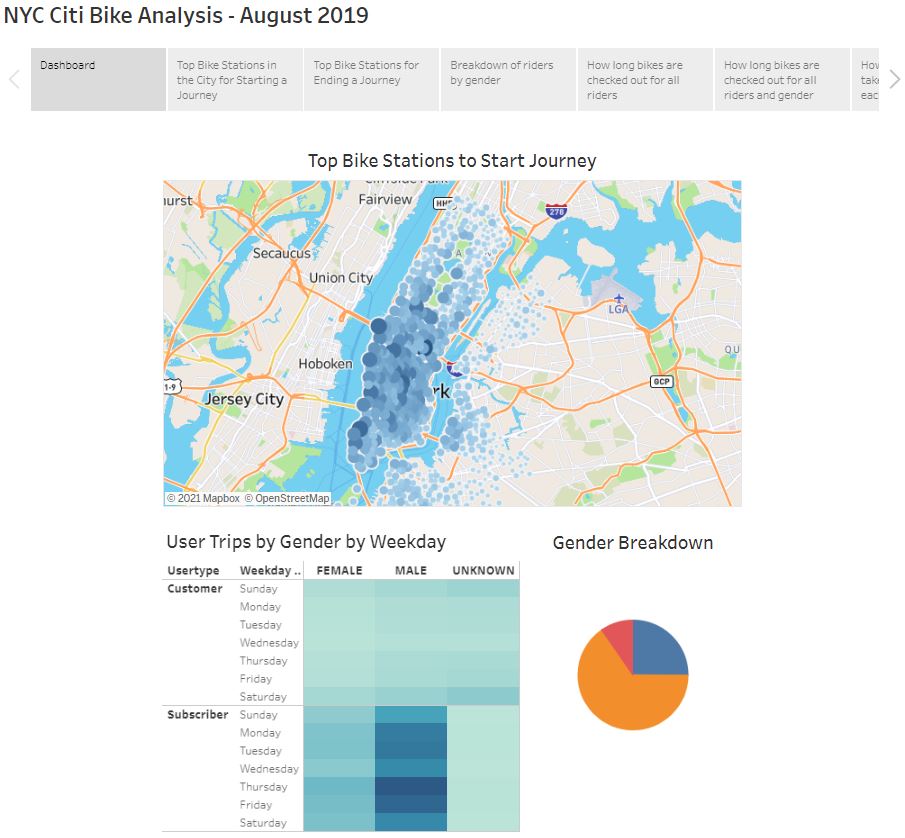 NYC Citi Bike Analysis - August 2019
Dashboard
Top Bike Stations in
the City for Starting a
Journey
Top Bike Stations for
Ending a Journey
Breakdown of riders
by gender
How long bikes are
checked out for all
riders
How long bikes are
checked out for all
riders and gender
Top Bike Stations to Start Journey
Fairview
Secaucus
Union City
278
LGA
Hoboken
QU
GCP
1-9
rk
Jersey City
© 2021 Mapbox © OpenStreetMap
User Trips by Gender by Weekday
Gender Breakdown
Usertype Weekday .. FEMALE MALE UNKNOWN
Customer Sunday
Monday
Tuesday
Wednesday
Thursday
Friday
Saturday
Subscriber Sunday
Monday
Tuesday
Wednesday
Thursday
Friday
Saturday